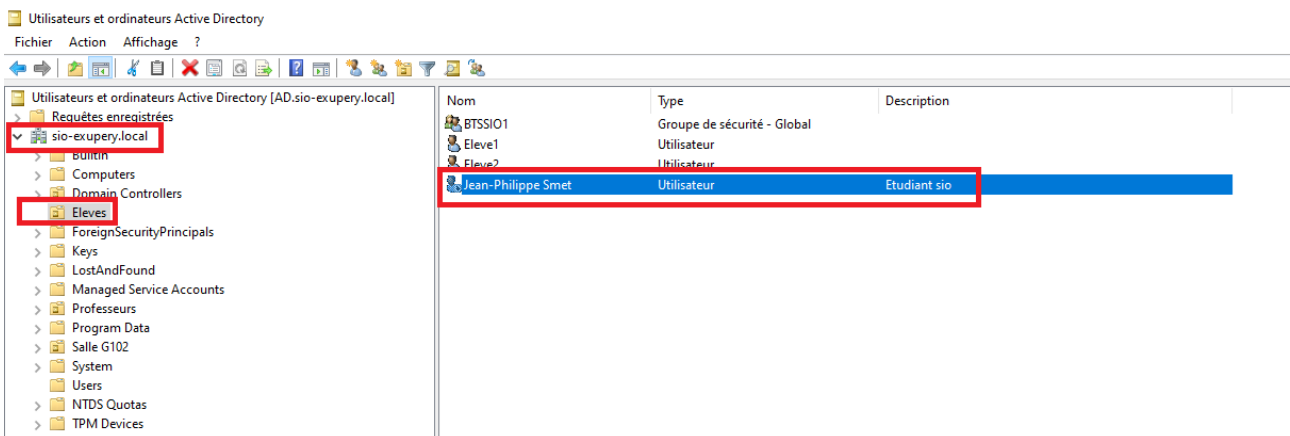 Utilisateurs et ordinateurs Active Directory
Fichier Action Affichage ?
Utilisateurs et ordinateurs Active Directory [AD.sio-exupery.local]
Requêtes enregistrées
sio-exupery.local
Builtin
Computers
Domain Controllers
Eleves
ForeignSecurityPrincipals
Keys
LostAndFound
Managed Service Accounts
Professeurs
Program Data
Salle G102
System
Users
NTDS Quotas
TPM Devices
Nom Type Description
BTSSIO1 Groupe de sécurité - Global
Eleve1 Utilisateur
Eleve2 Utilisateur
Jean-Philippe Smet Utilisateur Etudiant sio